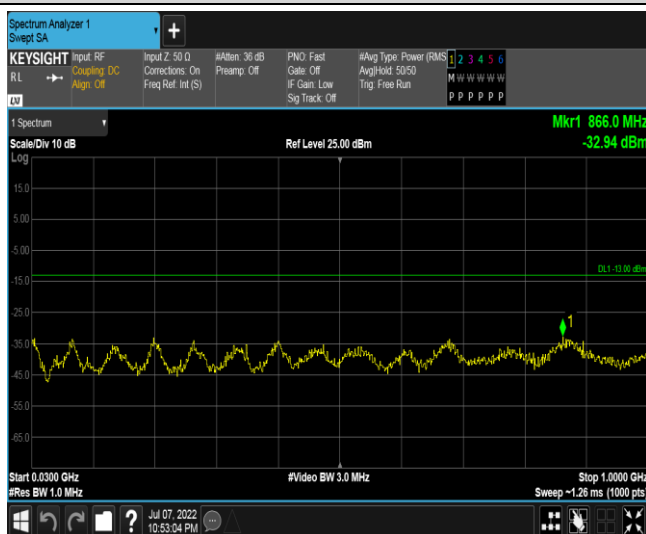 Spectrum Analyzer 1
Swept SA
+
KEYSIGHT
RL
LXI
Input: RF
Coupling: DC
Align: Off
Input Z: 50 Ω
Corrections: On
Freq Ref: Int (S)
#Atten: 36 dB
Preamp: Off
PNO: Fast
Gate: Off
IF Gain: Low
Sig Track: Off
#Avg Type: Power (RMS
Avg|Hold: 50/50
Trig: Free Run
1 2 3 4 5 6
M W W W W W
P P P P P P
1 Spectrum
Mkr1 866.0 MHz
-32.94 dBm
Scale/Div 10 dB
Ref Level 25.00 dBm
Log
15.0
5.00
-5.00
DL1 -13.00 dBm
-15.0
-25.0
1
-35.0
-45.0
-55.0
-65.0
Start 0.0300 GHz
#Video BW 3.0 MHz
Stop 1.0000 GHz
#Res BW 1.0 MHz
Sweep ~1.26 ms (1000 pts)
?
Jul 07, 2022
10:53:04 PM